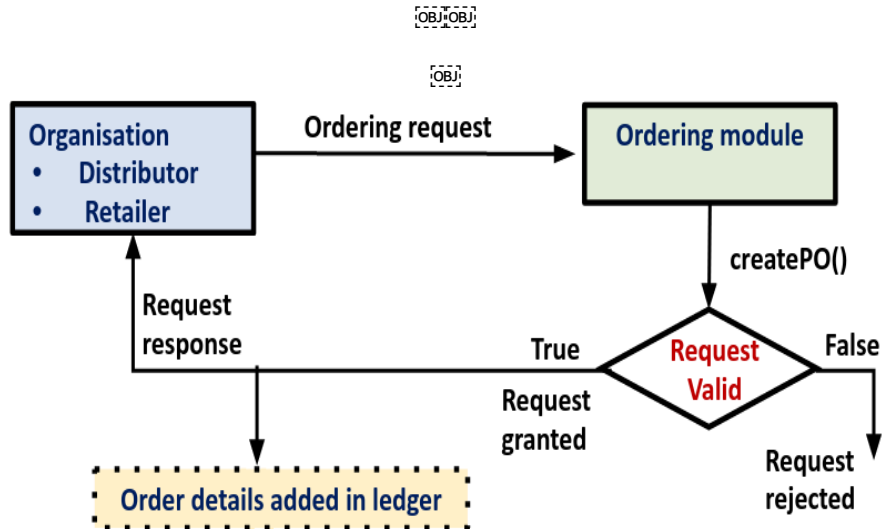 OBJ OBJ
OBJ
Organisation
• Distributor
• Retailer
Ordering request
Ordering module
createPO()
Request
response
True
Request
granted
Request
Valid
False
Request
rejected
Order details added in ledger